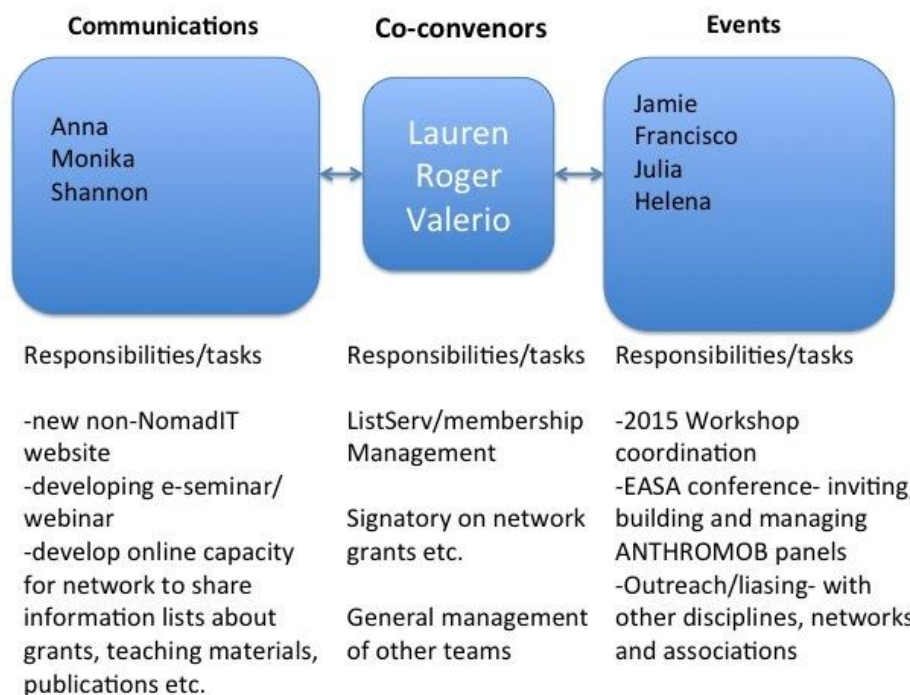 Communications
Anna
Monika
Shannon
Responsibilities/tasks
-new non-NomadIT
website
-developing e-seminar/
webinar
-develop online capacity
for network to share
information lists about
grants, teaching materials,
publications etc.
Co-convenors
Lauren
Roger
Valerio
Responsibilities/tasks
ListServ/membership
Management
Signatory on network
grants etc.
General management
of other teams
Events
Jamie
Francisco
Julia
Helena
Responsibilities/tasks
-2015 Workshop
coordination
-EASA conference- inviting,
building and managing
ANTHROMOB panels
-Outreach/liasing- with
other disciplines, networks
and associations